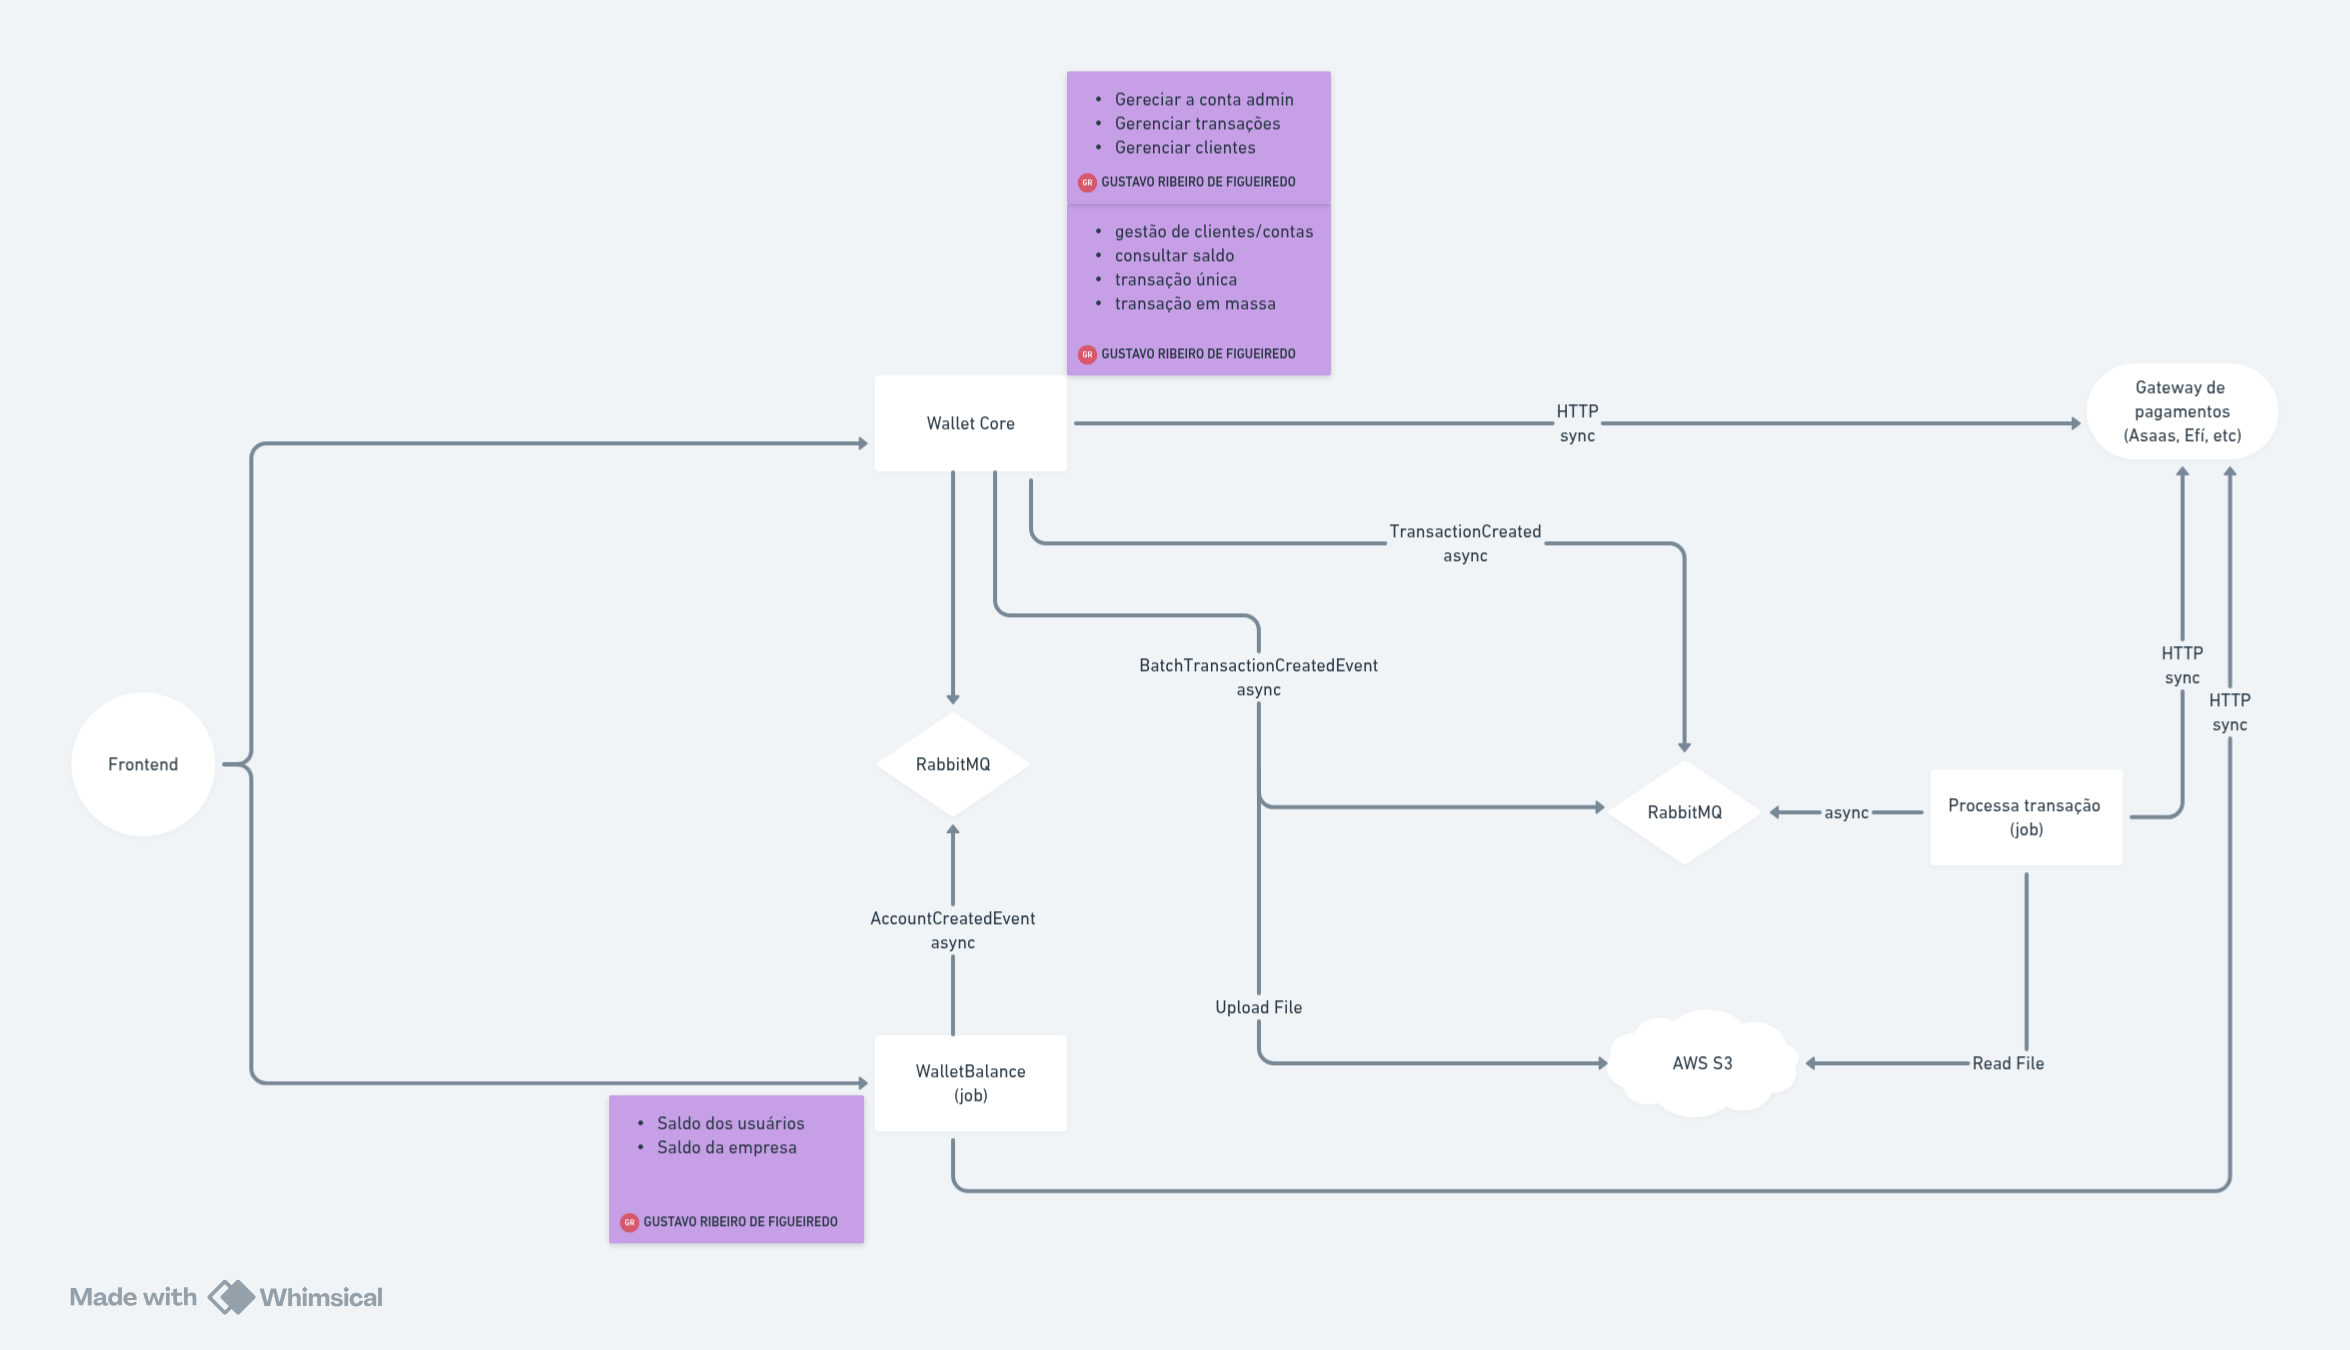 • Gereciar a conta admin
• Gerenciar transações
• Gerenciar clientes
GR GUSTAVO RIBEIRO DE FIGUEIREDO
• gestão de clientes/contas
• consultar saldo
• transação única
• transação em massa
GR GUSTAVO RIBEIRO DE FIGUEIREDO
Wallet Core
HTTP
sync
Gateway de
pagamentos
(Asaas, Efí, etc)
TransactionCreated
async
BatchTransactionCreatedEvent
async
HTTP
sync
HTTP
sync
Frontend
RabbitMQ
RabbitMQ
async
Processa transação
(job)
AccountCreatedEvent
async
Upload File
WalletBalance
(job)
AWS S3
Read File
• Saldo dos usuários
• Saldo da empresa
GR GUSTAVO RIBEIRO DE FIGUEIREDO
Made with Whimsical